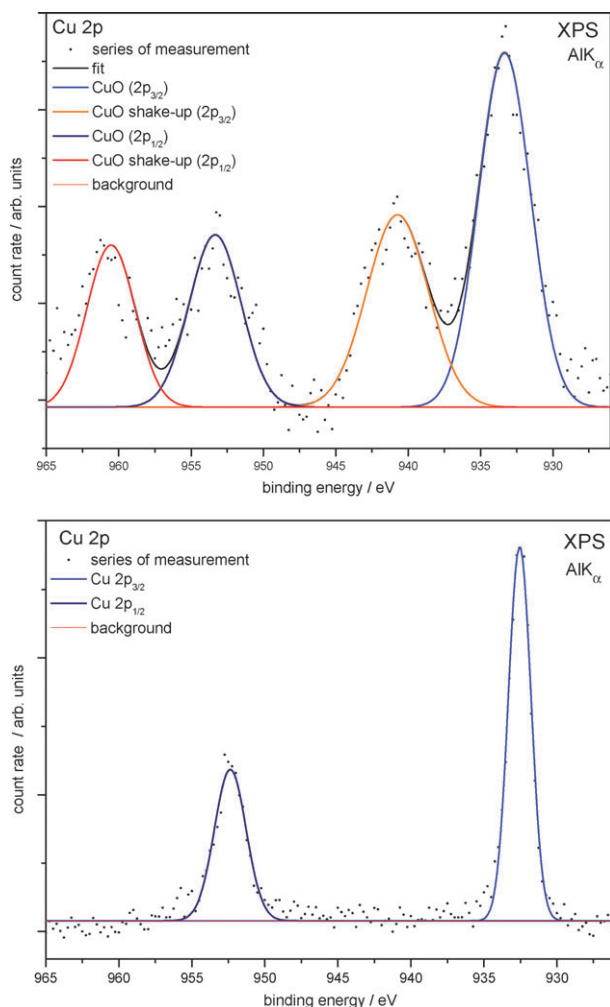 Cu 2p
XPS
AlKα
series of measurement
fit
CuO (2p3/2)
CuO shake-up (2p3/2)
CuO (2p1/2)
CuO shake-up (2p1/2)
background
count rate / arb. units
965 960 955 950 945 940 935 930
binding energy / eV
Cu 2p
XPS
AlKα
series of measurement
Cu 2p3/2
Cu 2p1/2
background
count rate / arb. units
965 960 955 950 945 940 935 930
binding energy / eV